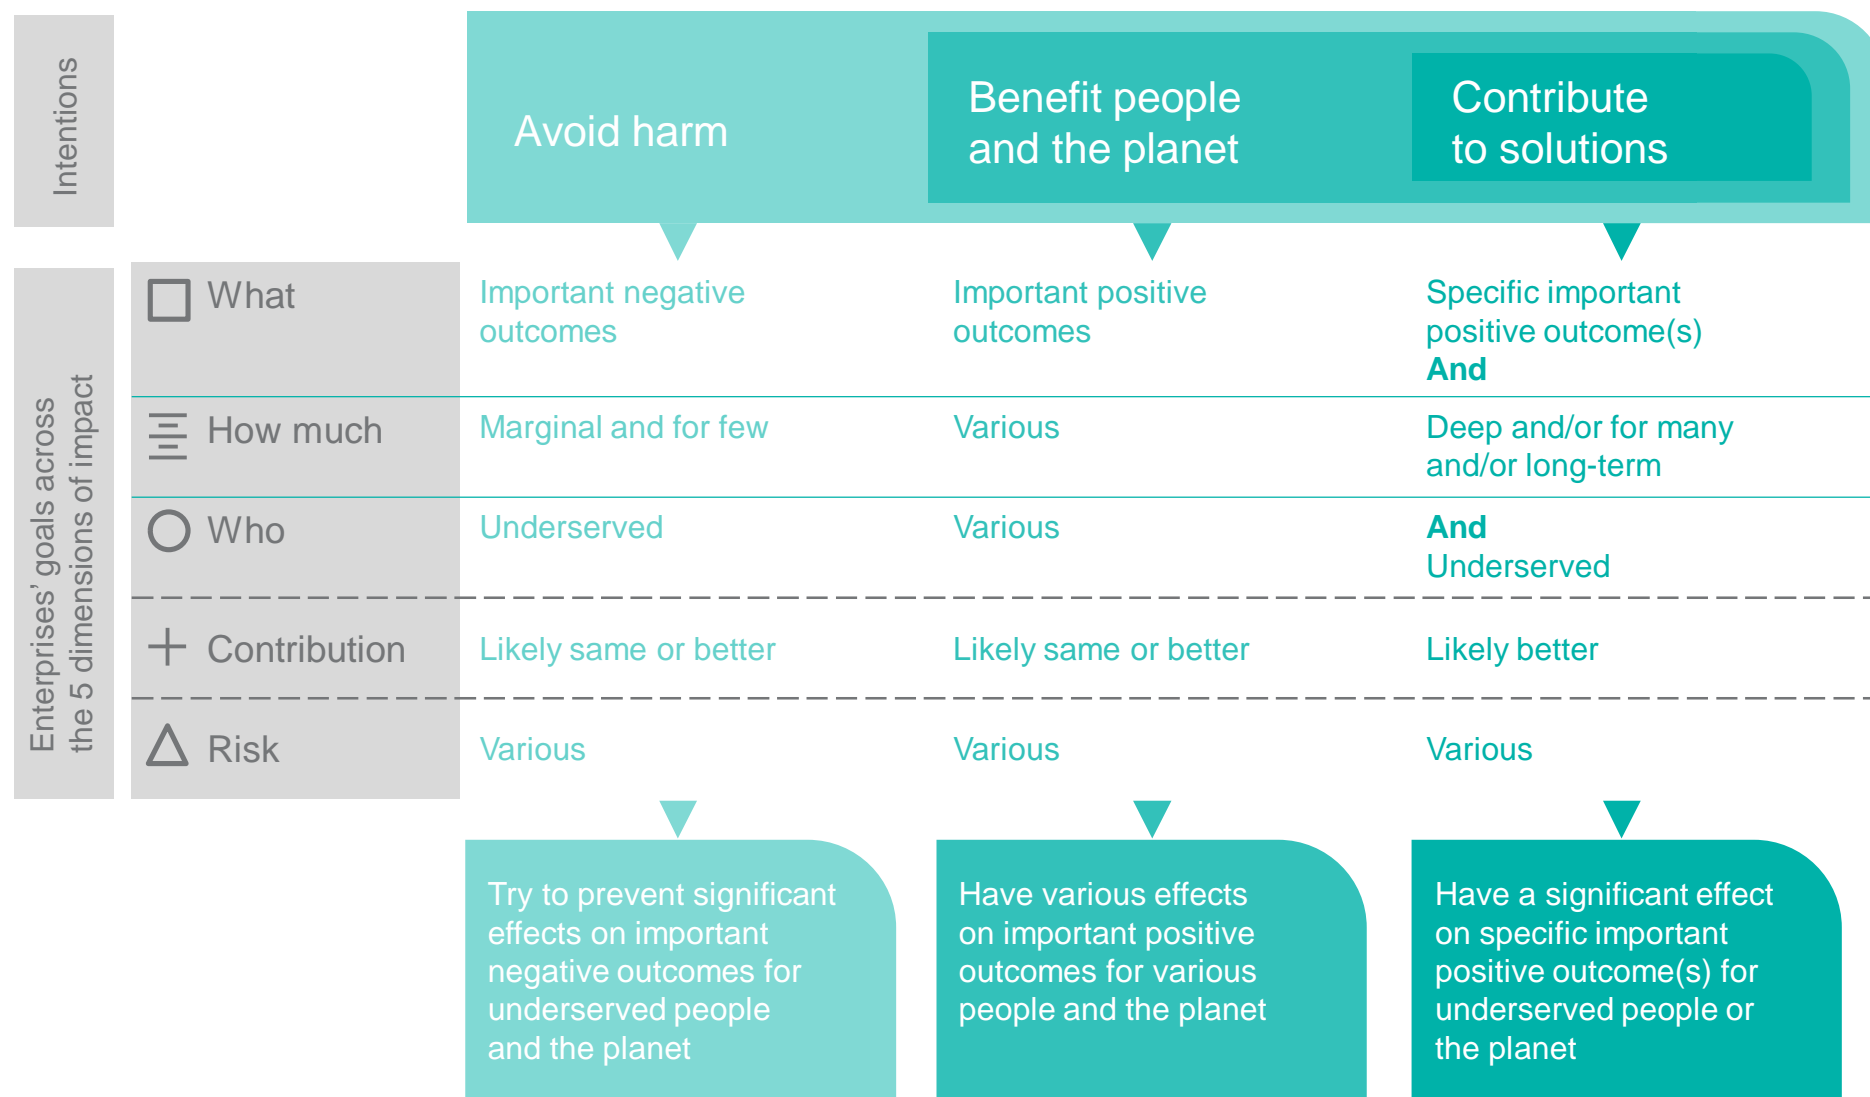 Intentions
Avoid harm
Benefit people
and the planet
Contribute
to solutions
Enterprises’ goals across
the 5 dimensions of impact
What
Important negative
outcomes
Important positive
outcomes
Specific important
positive outcome(s)
And
How much
Marginal and for few
Various
Deep and/or for many
and/or long-term
Who
Underserved
Various
And
Underserved
Contribution
Likely same or better
Likely same or better
Likely better
Risk
Various
Various
Various
Try to prevent significant
effects on important
negative outcomes for
underserved people
and the planet
Have various effects
on important positive
outcomes for various
people and the planet
Have a significant effect
on specific important
positive outcome(s) for
underserved people or
the planet